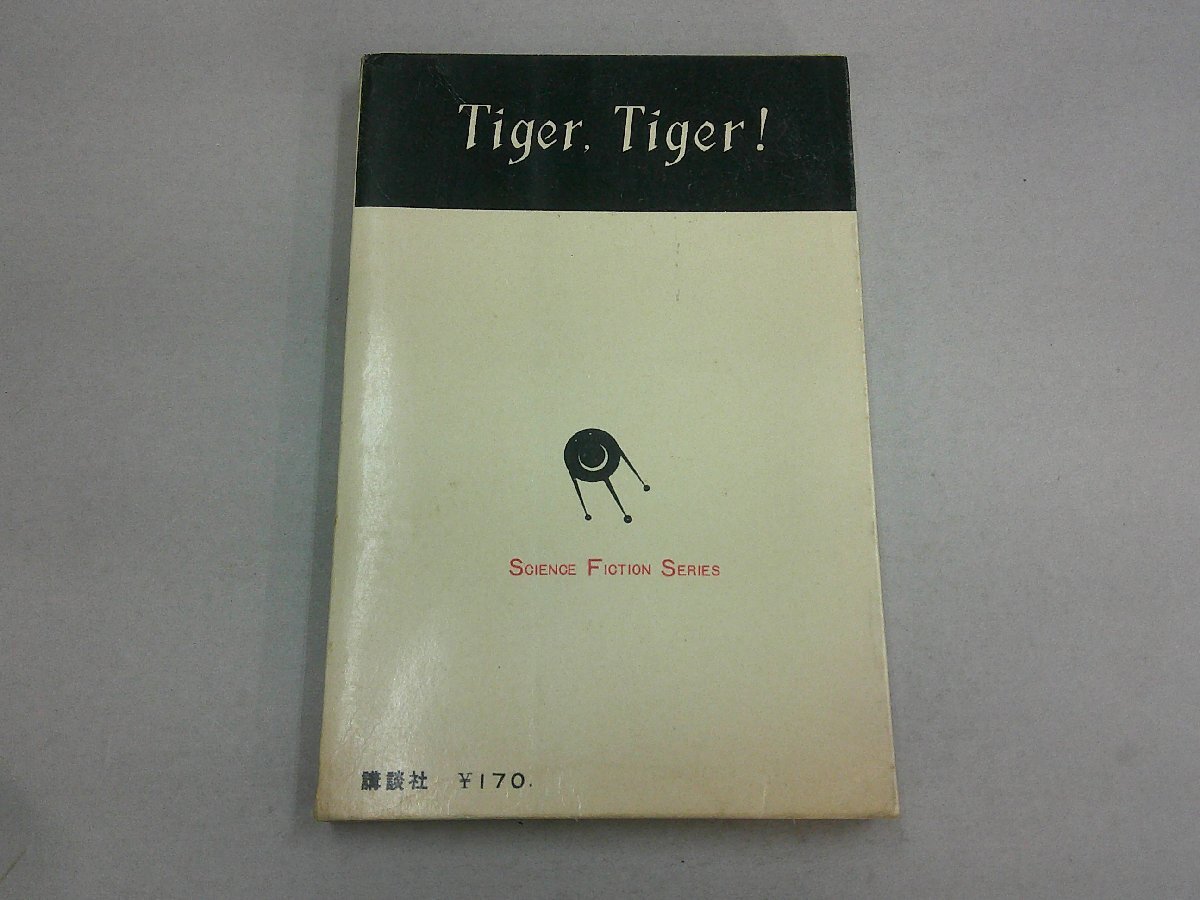 Tiger, Tiger!
SCIENCE FICTION SERIES
講談社 ¥170.